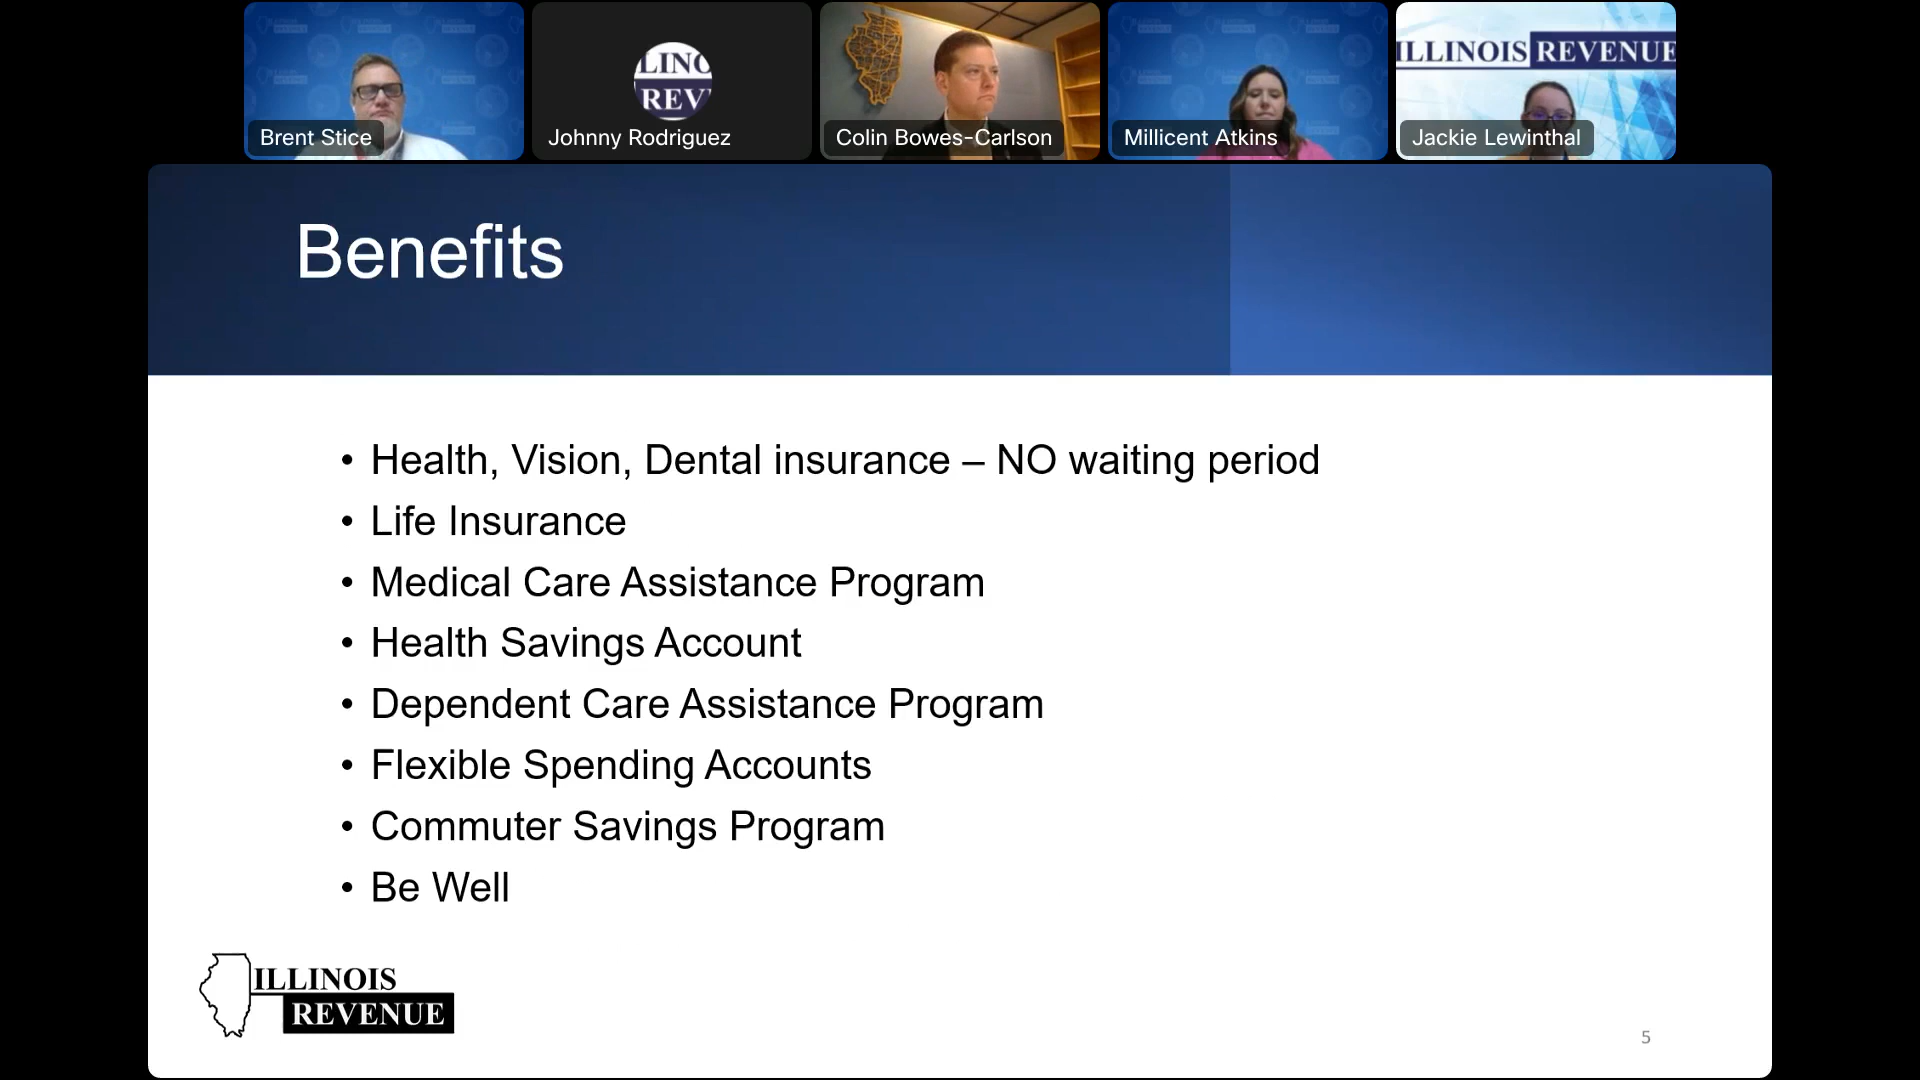 Brent Stice
LINO
REV
Johnny Rodriguez
Colin Bowes-Carlson
Millicent Atkins
ILLINOIS REVENUE
Jackie Lewinthal
Benefits
• Health, Vision, Dental insurance – NO waiting period
• Life Insurance
• Medical Care Assistance Program
• Health Savings Account
• Dependent Care Assistance Program
• Flexible Spending Accounts
• Commuter Savings Program
• Be Well
ILLINOIS
REVENUE
5